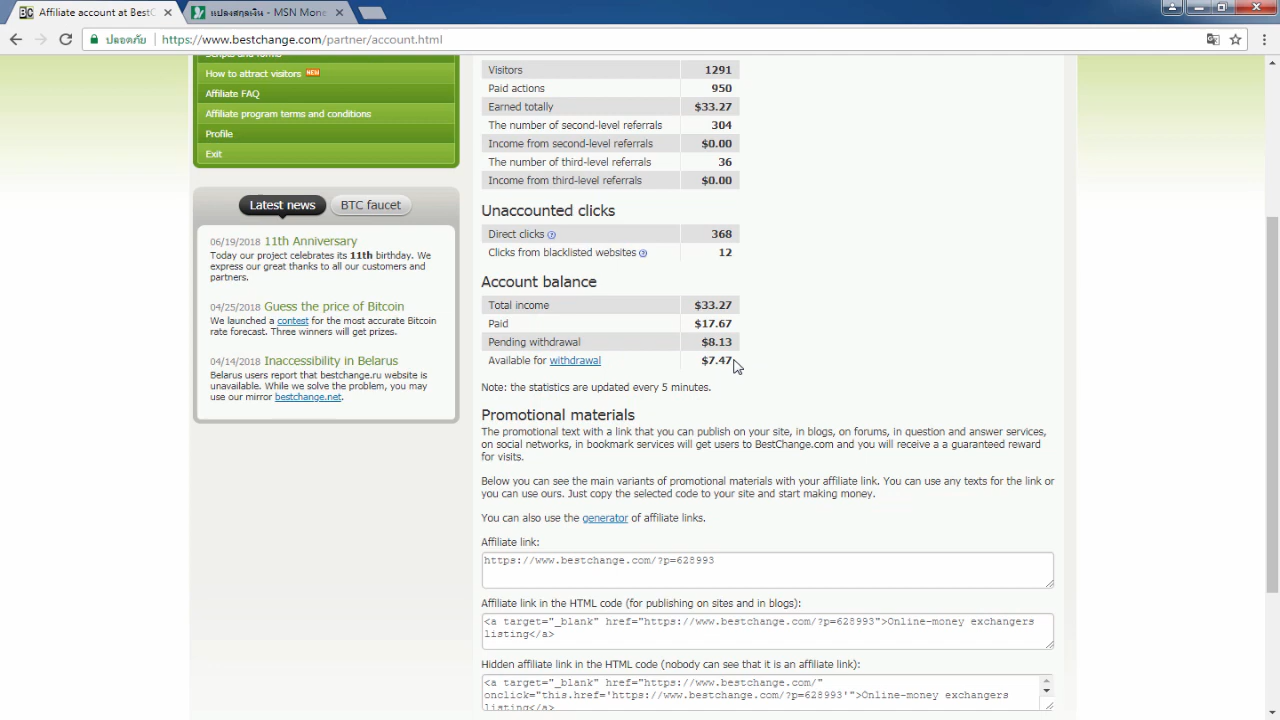 Affiliate account at BestC
แปลงสกุลเงิน - MSN Mone
ปลอดภัย
https://www.bestchange.com/partner/account.html
How to attract visitors NEW
Affiliate FAQ
Affiliate program terms and conditions
Profile
Exit
Latest news
BTC faucet
06/19/2018 11th Anniversary
Today our project celebrates its 11th birthday. We
express our great thanks to all our customers and
partners.
04/25/2018 Guess the price of Bitcoin
We launched a contest for the most accurate Bitcoin
rate forecast. Three winners will get prizes.
04/14/2018 Inaccessibility in Belarus
Belarus users report that bestchange.ru website is
unavailable. While we solve the problem, you may
use our mirror bestchange.net.
Visitors 1291
Paid actions 950
Earned totally $33.27
The number of second-level referrals 304
Income from second-level referrals $0.00
The number of third-level referrals 36
Income from third-level referrals $0.00
Unaccounted clicks
Direct clicks 368
Clicks from blacklisted websites 12
Account balance
Total income $33.27
Paid $17.67
Pending withdrawal $8.13
Available for withdrawal $7.47
Note: the statistics are updated every 5 minutes.
Promotional materials
The promotional text with a link that you can publish on your site, in blogs, on forums, in question and answer services,
on social networks, in bookmark services will get users to BestChange.com and you will receive a a guaranteed reward
for visits.
Below you can see the main variants of promotional materials with your affiliate link. You can use any texts for the link or
you can use ours. Just copy the selected code to your site and start making money.
You can also use the generator of affiliate links.
Affiliate link:
https://www.bestchange.com/?p=628993
Affiliate link in the HTML code (for publishing on sites and in blogs):
<a target="_blank" href="https://www.bestchange.com/?p=628993">Online-money exchangers
listing</a>
Hidden affiliate link in the HTML code (nobody can see that it is an affiliate link):
<a target="_blank" href="https://www.bestchange.com/"
onclick="this.href='https://www.bestchange.com/?p=628993'">Online-money exchangers
listing</a>